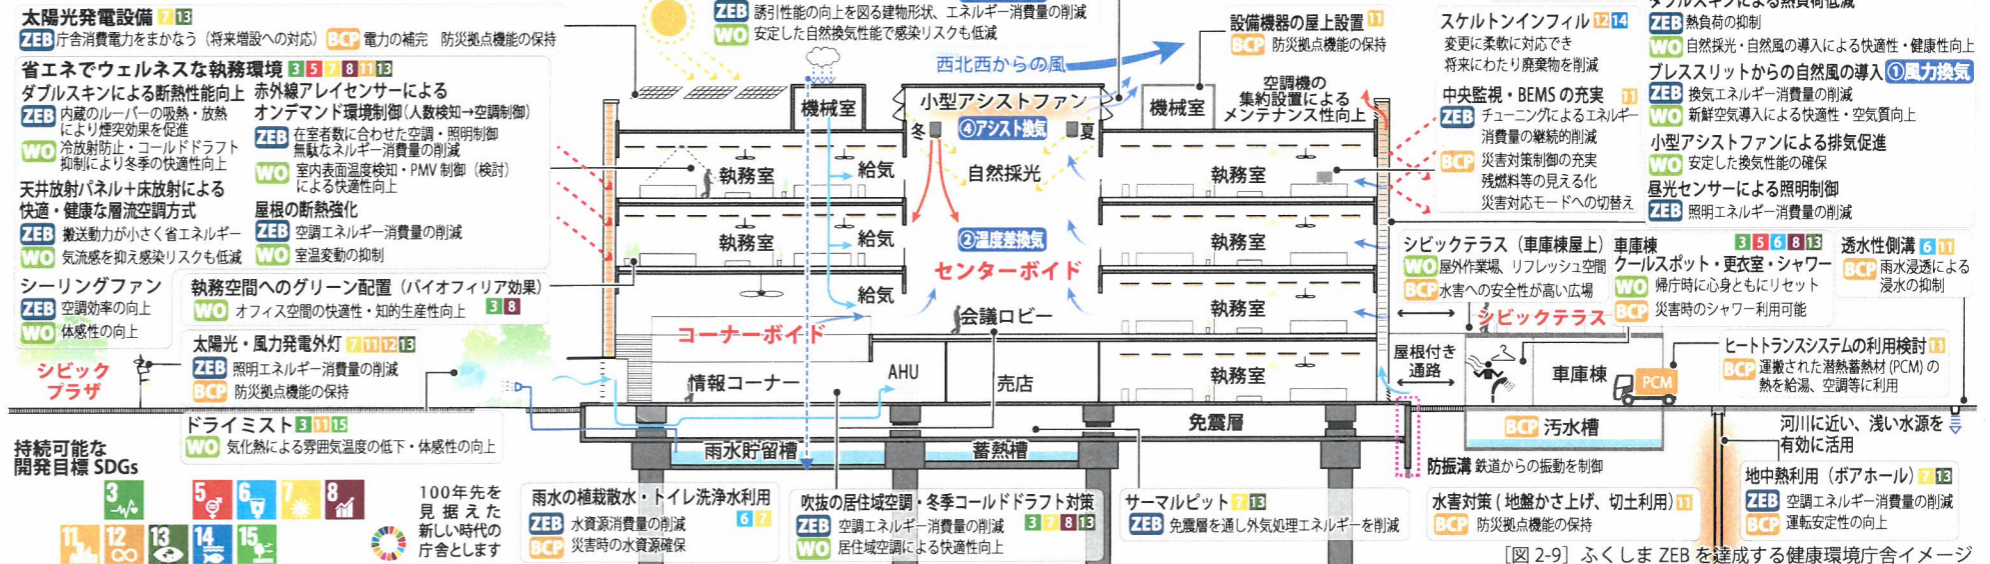 太陽光発電設備 7 13
ZEB 庁舎消費電力をまかなう（将来増設への対応） BCP 電力の補完　防災拠点機能の保持
省エネでウェルネスな執務環境 3 5 7 8 11 13
ダブルスキンによる断熱性能向上
ZEB 内蔵のルーバーの吸熱・放熱
により煙突効果を促進
WO 冷放射防止・コールドドラフト
抑制により冬季の快適性向上
天井放射パネル＋床放射による
快適・健康な層流空調方式
ZEB 搬送動力が小さく省エネルギー
WO 気流感を抑え感染リスクも低減
シーリングファン
ZEB 空調効率の向上
WO 体感性の向上
赤外線アレイセンサーによる
オンデマンド環境制御（人数検知→空調制御）
ZEB 在室者数に合わせた空調・照明制御
無駄なネルギー消費量の削減
WO 室内表面温度検知・PMV 制御（検討）
による快適性向上
屋根の断熱強化
ZEB 空調エネルギー消費量の削減
WO 室温変動の抑制
執務空間へのグリーン配置（バイオフィリア効果）
WO オフィス空間の快適性・知的生産性向上 3 8
太陽光・風力発電外灯 7 11 12 13
ZEB 照明エネルギー消費量の削減
BCP 防災拠点機能の保持
シビック
プラザ
ドライミスト 3 11 15
WO 気化熱による雰囲気温度の低下・体感性の向上
ZEB 誘引性能の向上を図る建物形状、エネルギー消費量の削減
WO 安定した自然換気性能で感染リスクも低減
西北西からの風
設備機器の屋上設置 11
BCP 防災拠点機能の保持
空調機の
集約設置による
メンテナンス性向上
機械室
小型アシストファン
機械室
冬
④アシスト換気
夏
執務室
給気
自然採光
執務室
執務室
給気
②温度差換気
執務室
センターボイド
給気
コーナーボイド
会議ロビー
執務室
情報コーナー
AHU
売店
執務室
免震層
雨水貯留槽
蓄熱槽
スケルトンインフィル 12 14
変更に柔軟に対応でき
将来にわたり廃棄物を削減
中央監視・BEMS の充実 11
ZEB チューニングによるエネルギー
消費量の継続的削減
BCP 災害対策制御の充実
残燃料等の見える化
災害対応モードへの切替え
ダブルスキンによる熱負荷低減
ZEB 熱負荷の抑制
WO 自然採光・自然風の導入による快適性・健康性向上
ブレススリットからの自然風の導入 ①風力換気
ZEB 換気エネルギー量の削減
WO 新鮮空気導入による快適性・空気質向上
小型アシストファンによる排気促進
WO 安定した換気性能の確保
昼光センサーによる照明制御
ZEB 照明エネルギー量の削減
シビックテラス（車庫棟屋上）
WO 屋外作業場、リフレッシュ空間
BCP 水害への安全性が高い広場
車庫棟 3 5 6 8 13
クールスポット・更衣室・シャワー
WO 帰庁時に心身ともにリセット
BCP 災害時のシャワー利用可能
透水性側溝 6 11
BCP 雨水浸透による
浸水の抑制
シビックテラス
屋根付き
通路
車庫棟
PCM
ヒートトランスシステムの利用検討 11
BCP 運搬された潜熱蓄熱材 (PCM) の
熱を給湯、空調等に利用
BCP 汚水槽
河川に近い、浅い水源を
有効に活用
防振溝 鉄道からの振動を制御
地中熱利用（ボアホール） 7 13
ZEB 空調エネルギー消費量の削減
BCP 運転安定性の向上
持続可能な
開発目標 SDGs
3 5 6 7 8
11 12 13 14 15
100年先を
見据えた
新しい時代の
庁舎とします
雨水の植栽散水・トイレ洗浄水利用
ZEB 水資源消費量の削減 6 7
BCP 災害時の水資源確保
吹抜の居住域空調・冬季コールドドラフト対策
ZEB 空調エネルギー消費量の削減 3 7 8 13
WO 居住域空調による快適性向上
サーマルピット 7 13
ZEB 免震層を通し外気処理エネルギーを削減
水害対策 ( 地盤かさ上げ、切土利用) 11
BCP 防災拠点機能の保持
［図 2-9］ふくしま ZEB を達成する健康環境庁舎イメージ